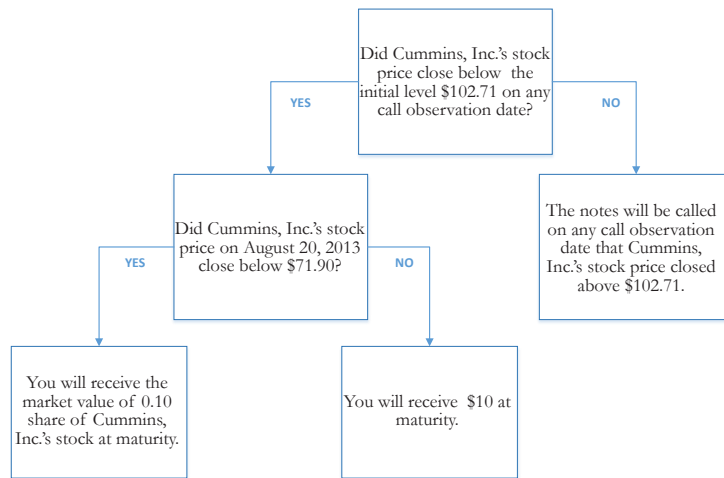 Did Cummins, Inc.'s stock
price close below the
initial level $102.71 on any
call observation date?
YES
NO
Did Cummins, Inc.'s stock
price on August 20, 2013
close below $71.90?
The notes will be called
on any call observation
date that Cummins,
Inc.'s stock price closed
above $102.71.
YES
NO
You will receive the
market value of 0.10
share of Cummins,
Inc.'s stock at maturity.
You will receive $10 at
maturity.